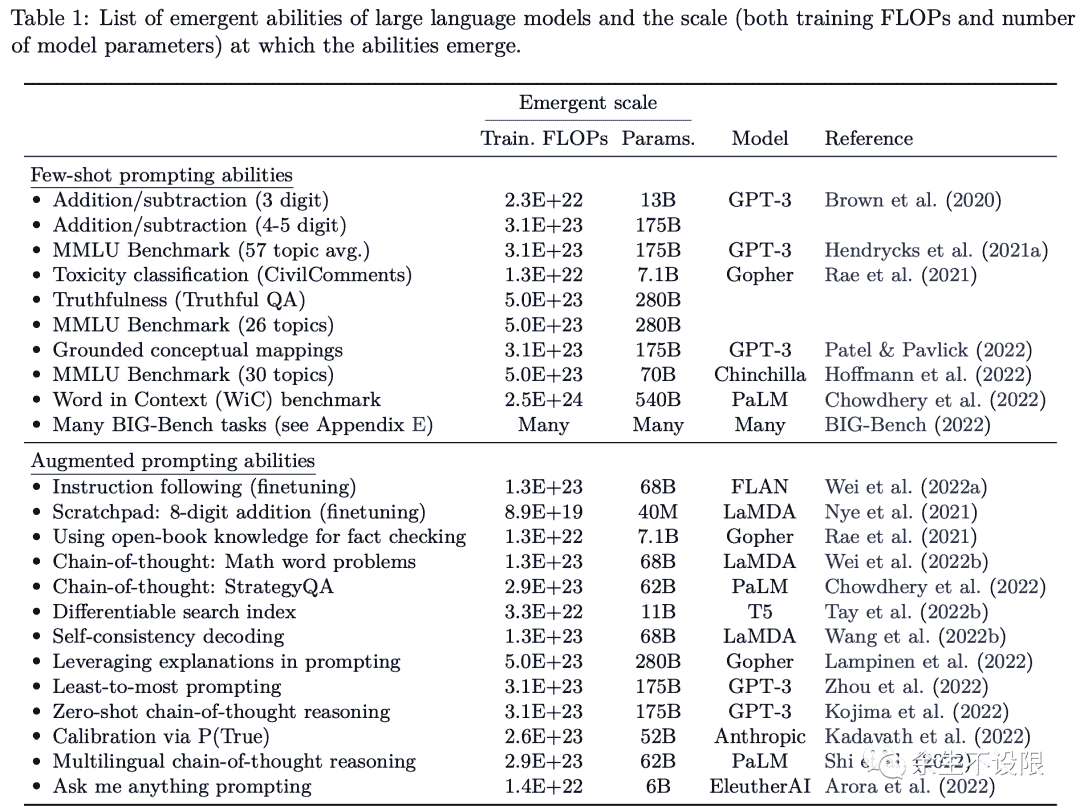 Table 1: List of emergent abilities of large language models and the scale (both training FLOPs and number
of model parameters) at which the abilities emerge.
Emergent scale
Train. FLOPs Params. Model Reference
Few-shot prompting abilities
• Addition/subtraction (3 digit) 2.3E+22 13B GPT-3 Brown et al. (2020)
• Addition/subtraction (4-5 digit) 3.1E+23 175B
• MMLU Benchmark (57 topic avg.) 3.1E+23 175B GPT-3 Hendrycks et al. (2021a)
• Toxicity classification (CivilComments) 1.3E+22 7.1B Gopher Rae et al. (2021)
• Truthfulness (Truthful QA) 5.0E+23 280B
• MMLU Benchmark (26 topics) 5.0E+23 280B
• Grounded conceptual mappings 3.1E+23 175B GPT-3 Patel & Pavlick (2022)
• MMLU Benchmark (30 topics) 5.0E+23 70B Chinchilla Hoffmann et al. (2022)
• Word in Context (WiC) benchmark 2.5E+24 540B PaLM Chowdhery et al. (2022)
• Many BIG-Bench tasks (see Appendix E) Many Many Many BIG-Bench (2022)
Augmented prompting abilities
• Instruction following (finetuning) 1.3E+23 68B FLAN Wei et al. (2022a)
• Scratchpad: 8-digit addition (finetuning) 8.9E+19 40M LaMDA Nye et al. (2021)
• Using open-book knowledge for fact checking 1.3E+22 7.1B Gopher Rae et al. (2021)
• Chain-of-thought: Math word problems 1.3E+23 68B LaMDA Wei et al. (2022b)
• Chain-of-thought: StrategyQA 2.9E+23 62B PaLM Chowdhery et al. (2022)
• Differentiable search index 3.3E+22 11B T5 Tay et al. (2022b)
• Self-consistency decoding 1.3E+23 68B LaMDA Wang et al. (2022b)
• Leveraging explanations in prompting 5.0E+23 280B Gopher Lampinen et al. (2022)
• Least-to-most prompting 3.1E+23 175B GPT-3 Zhou et al. (2022)
• Zero-shot chain-of-thought reasoning 3.1E+23 175B GPT-3 Kojima et al. (2022)
• Calibration via P(True) 2.6E+23 52B Anthropic Kadavath et al. (2022)
• Multilingual chain-of-thought reasoning 2.9E+23 62B PaLM Shi et al. (2022)
余生不设限
• Ask me anything prompting 1.4E+22 6B EleutherAI Arora et al. (2022)